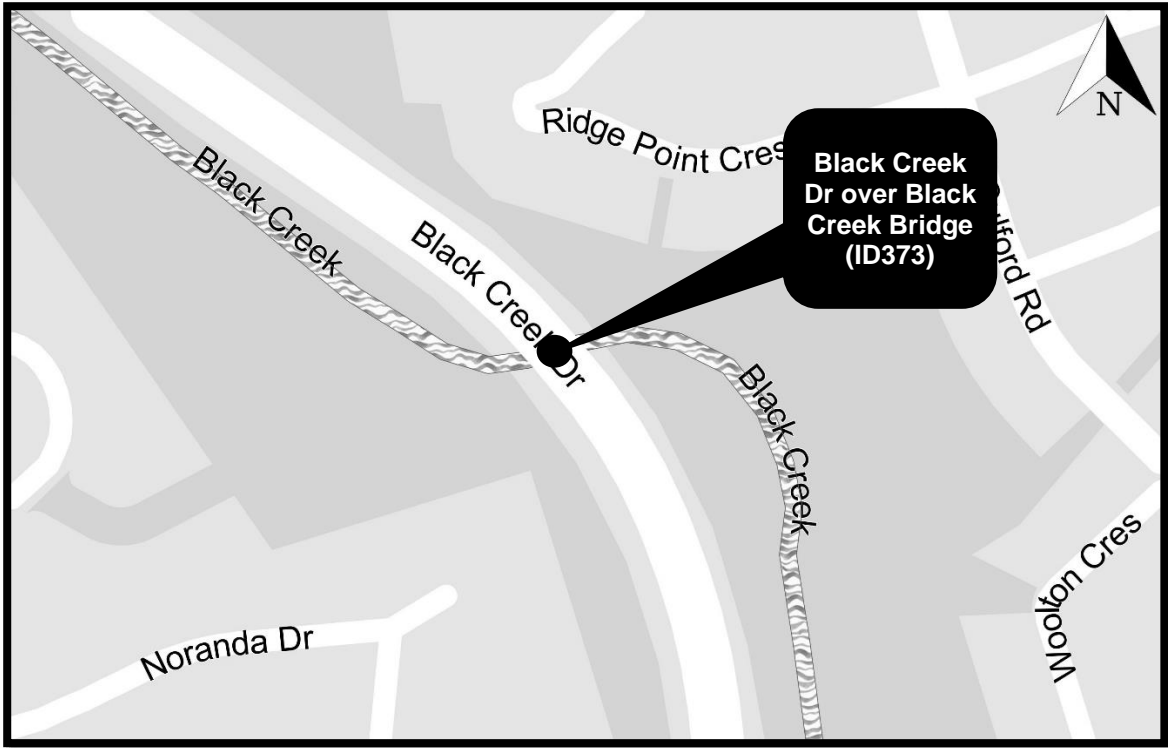 N
Ridge Point Cres
Black Creek
Dr over Black
Creek Bridge
(ID373)
Black Creek
Black Creek Dr
Rd
Black Creek
Woolton Cres
Noranda Dr